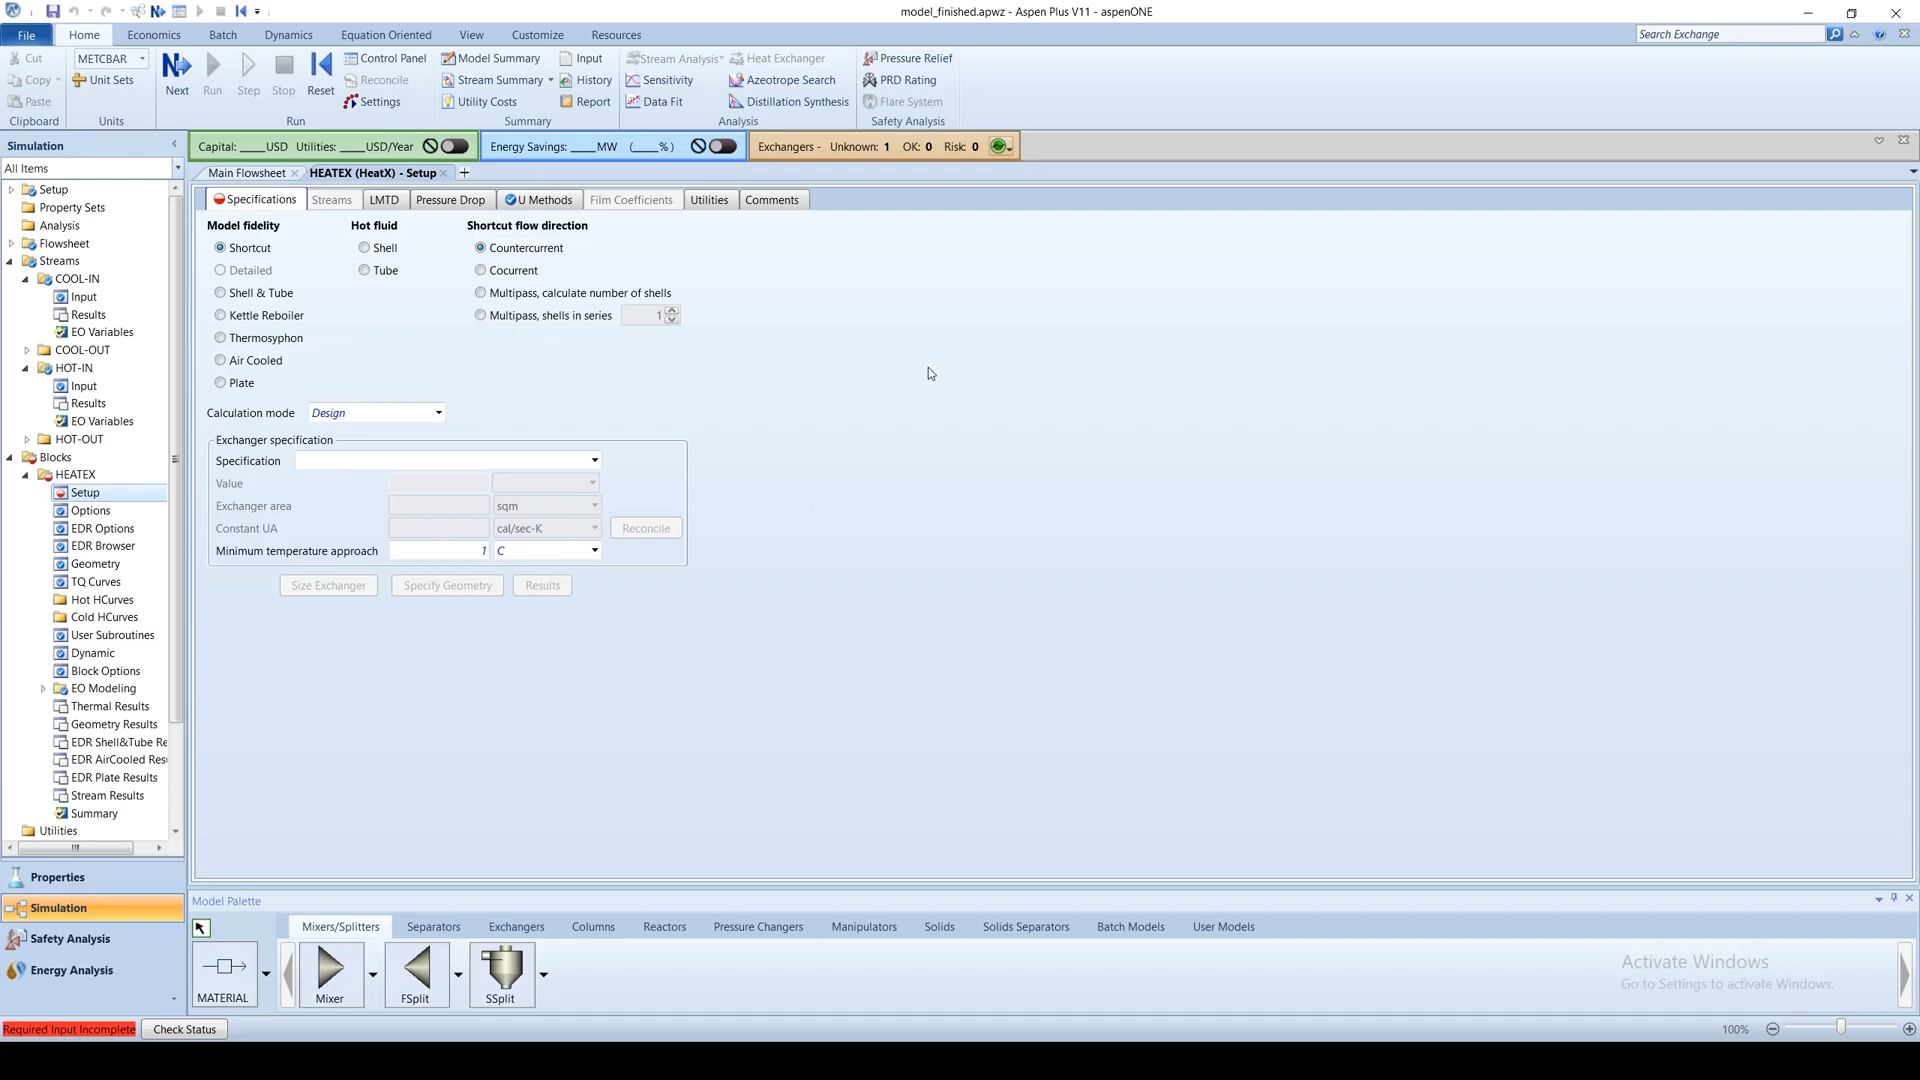 model_finished.apwz - Aspen Plus V11 - aspenONE
File Home Economics Batch Dynamics Equation Oriented View Customize Resources Search Exchange
Cut METCBAR Control Panel Model Summary Input Stream Analysis Heat Exchanger Pressure Relief
Copy Unit Sets Next Run Step Stop Reset Reconcile Stream Summary History Sensitivity Azeotrope Search PRD Rating
Paste Settings Utility Costs Report Data Fit Distillation Synthesis Flare System
Clipboard Units Run Summary Analysis Safety Analysis
Simulation
Capital: ____USD Utilities: ____USD/Year Energy Savings: ____MW (____%) Exchangers - Unknown: 1 OK: 0 Risk: 0
All Items
Main Flowsheet HEATEX (HeatX) - Setup
Setup
Property Sets
Analysis
Flowsheet
Streams
COOL-IN
Input
Results
EO Variables
COOL-OUT
HOT-IN
Input
Results
EO Variables
HOT-OUT
Blocks
HEATEX
Setup
Options
EDR Options
EDR Browser
Geometry
TQ Curves
Hot HCurves
Cold HCurves
User Subroutines
Dynamic
Block Options
EO Modeling
Thermal Results
Geometry Results
EDR Shell&Tube Re
EDR AirCooled Res
EDR Plate Results
Stream Results
Summary
Utilities
Properties
Simulation
Safety Analysis
Energy Analysis
Specifications Streams LMTD Pressure Drop U Methods Film Coefficients Utilities Comments
Model fidelity Hot fluid Shortcut flow direction
Shortcut Shell Countercurrent
Detailed Tube Cocurrent
Shell & Tube Multipass, calculate number of shells
Kettle Reboiler Multipass, shells in series 1
Thermosyphon
Air Cooled
Plate
Calculation mode Design
Exchanger specification
Specification
Value
Exchanger area sqm
Constant UA cal/sec-K Reconcile
Minimum temperature approach 1 C
Size Exchanger Specify Geometry Results
Model Palette
Mixers/Splitters Separators Exchangers Columns Reactors Pressure Changers Manipulators Solids Solids Separators Batch Models User Models
MATERIAL Mixer FSplit SSplit
Activate Windows
Go to Settings to activate Windows.
Required Input Incomplete Check Status 100%